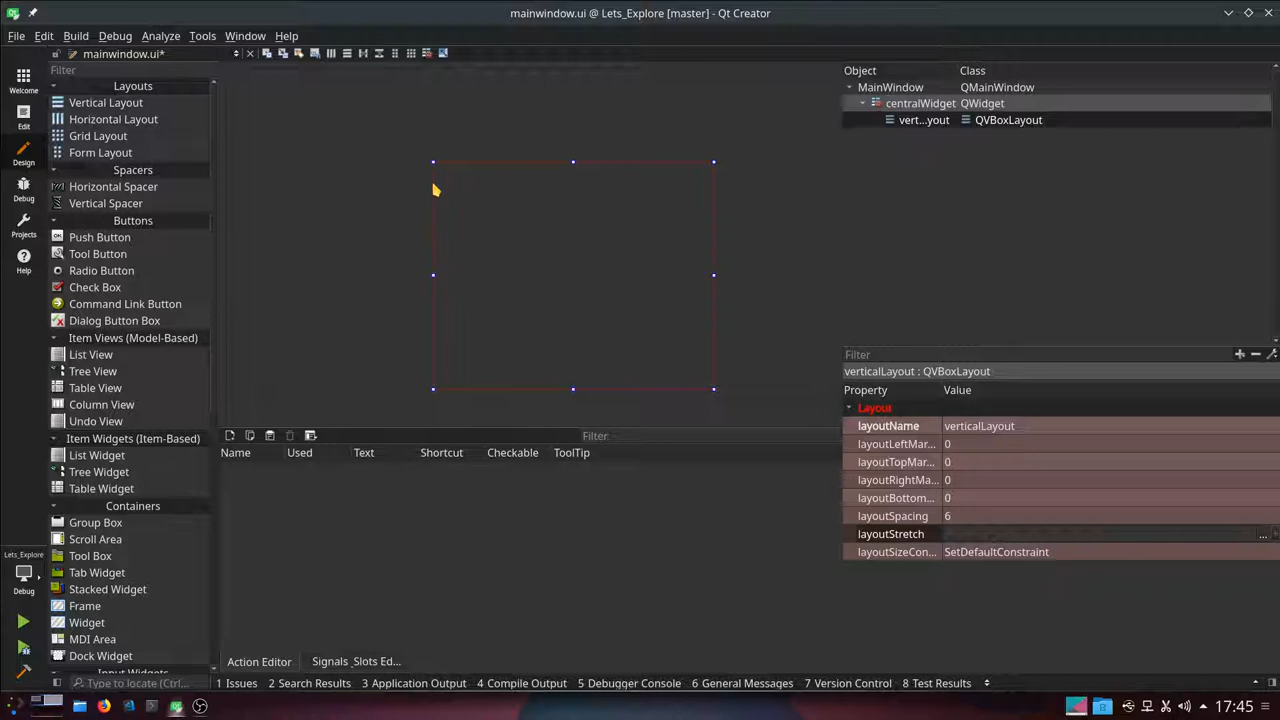 mainwindow.ui @ Lets_Explore [master] - Qt Creator
File Edit Build Debug Analyze Tools Window Help
mainwindow.ui*
Welcome
Edit
Design
Debug
Projects
Help
Lets_Explore
Debug
Filter
Layouts
Vertical Layout
Horizontal Layout
Grid Layout
Form Layout
Spacers
Horizontal Spacer
Vertical Spacer
Buttons
Push Button
Tool Button
Radio Button
Check Box
Command Link Button
Dialog Button Box
Item Views (Model-Based)
List View
Tree View
Table View
Column View
Undo View
Item Widgets (Item-Based)
List Widget
Tree Widget
Table Widget
Containers
Group Box
Scroll Area
Tool Box
Tab Widget
Stacked Widget
Frame
Widget
MDI Area
Dock Widget
Input Widgets
Filter
Name Used Text Shortcut Checkable ToolTip
Action Editor Signals _Slots Ed...
Object Class
MainWindow QMainWindow
centralWidget QWidget
vert...yout QVBoxLayout
Filter
verticalLayout : QVBoxLayout
Property Value
Layout
layoutName verticalLayout
layoutLeftMar... 0
layoutTopMar... 0
layoutRightMa... 0
layoutBottom... 0
layoutSpacing 6
layoutStretch ...
layoutSizeCon... SetDefaultConstraint
Type to locate (Ctrl+...
1 Issues 2 Search Results 3 Application Output 4 Compile Output 5 Debugger Console 6 General Messages 7 Version Control 8 Test Results
17:45